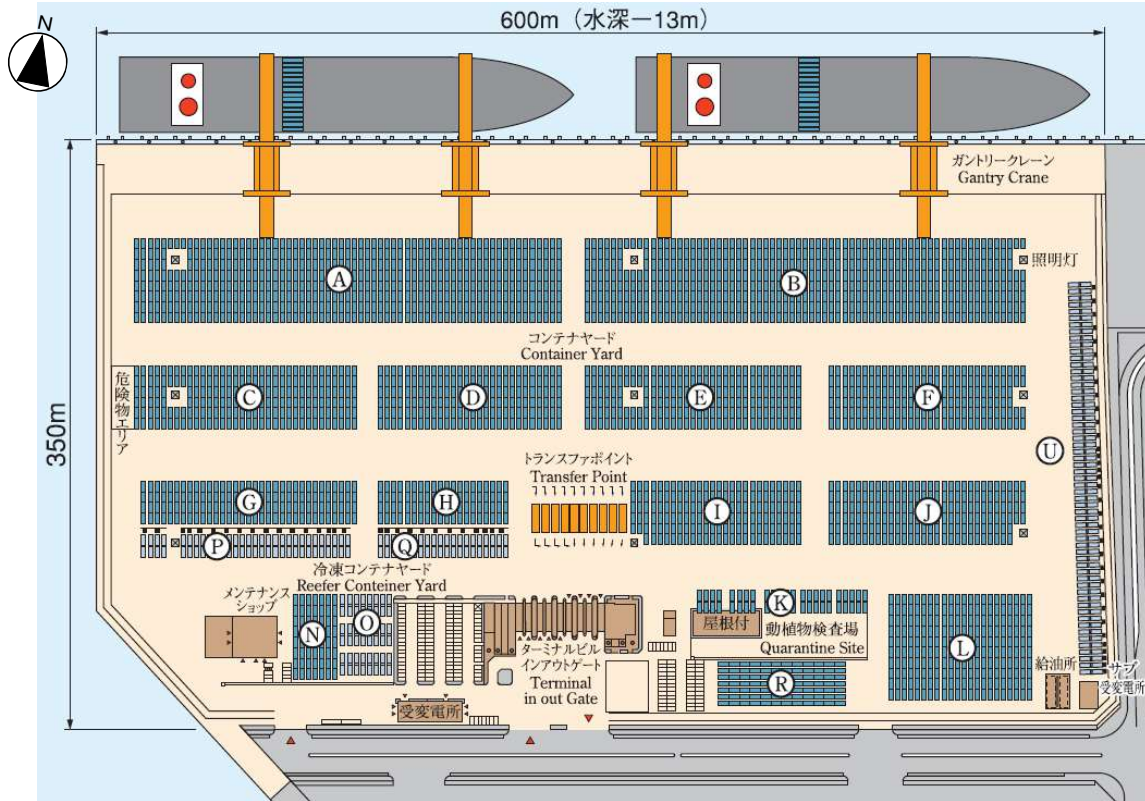 N
600m（水深－13m）
ガントリークレーン
Gantry Crane
A
B
照明灯
コンテナヤード
Container Yard
危険物エリア
C
D
E
F
350m
U
トランスファポイント
Transfer Point
G
H
I
J
P
Q
冷凍コンテナヤード
Reefer Conteiner Yard
メンテナンス
ショップ
N
O
K
屋根付
動植物検査場
Quarantine Site
L
ターミナルビル
インアウトゲート
Terminal
in out Gate
R
給油所
サブ
受変電所
受変電所